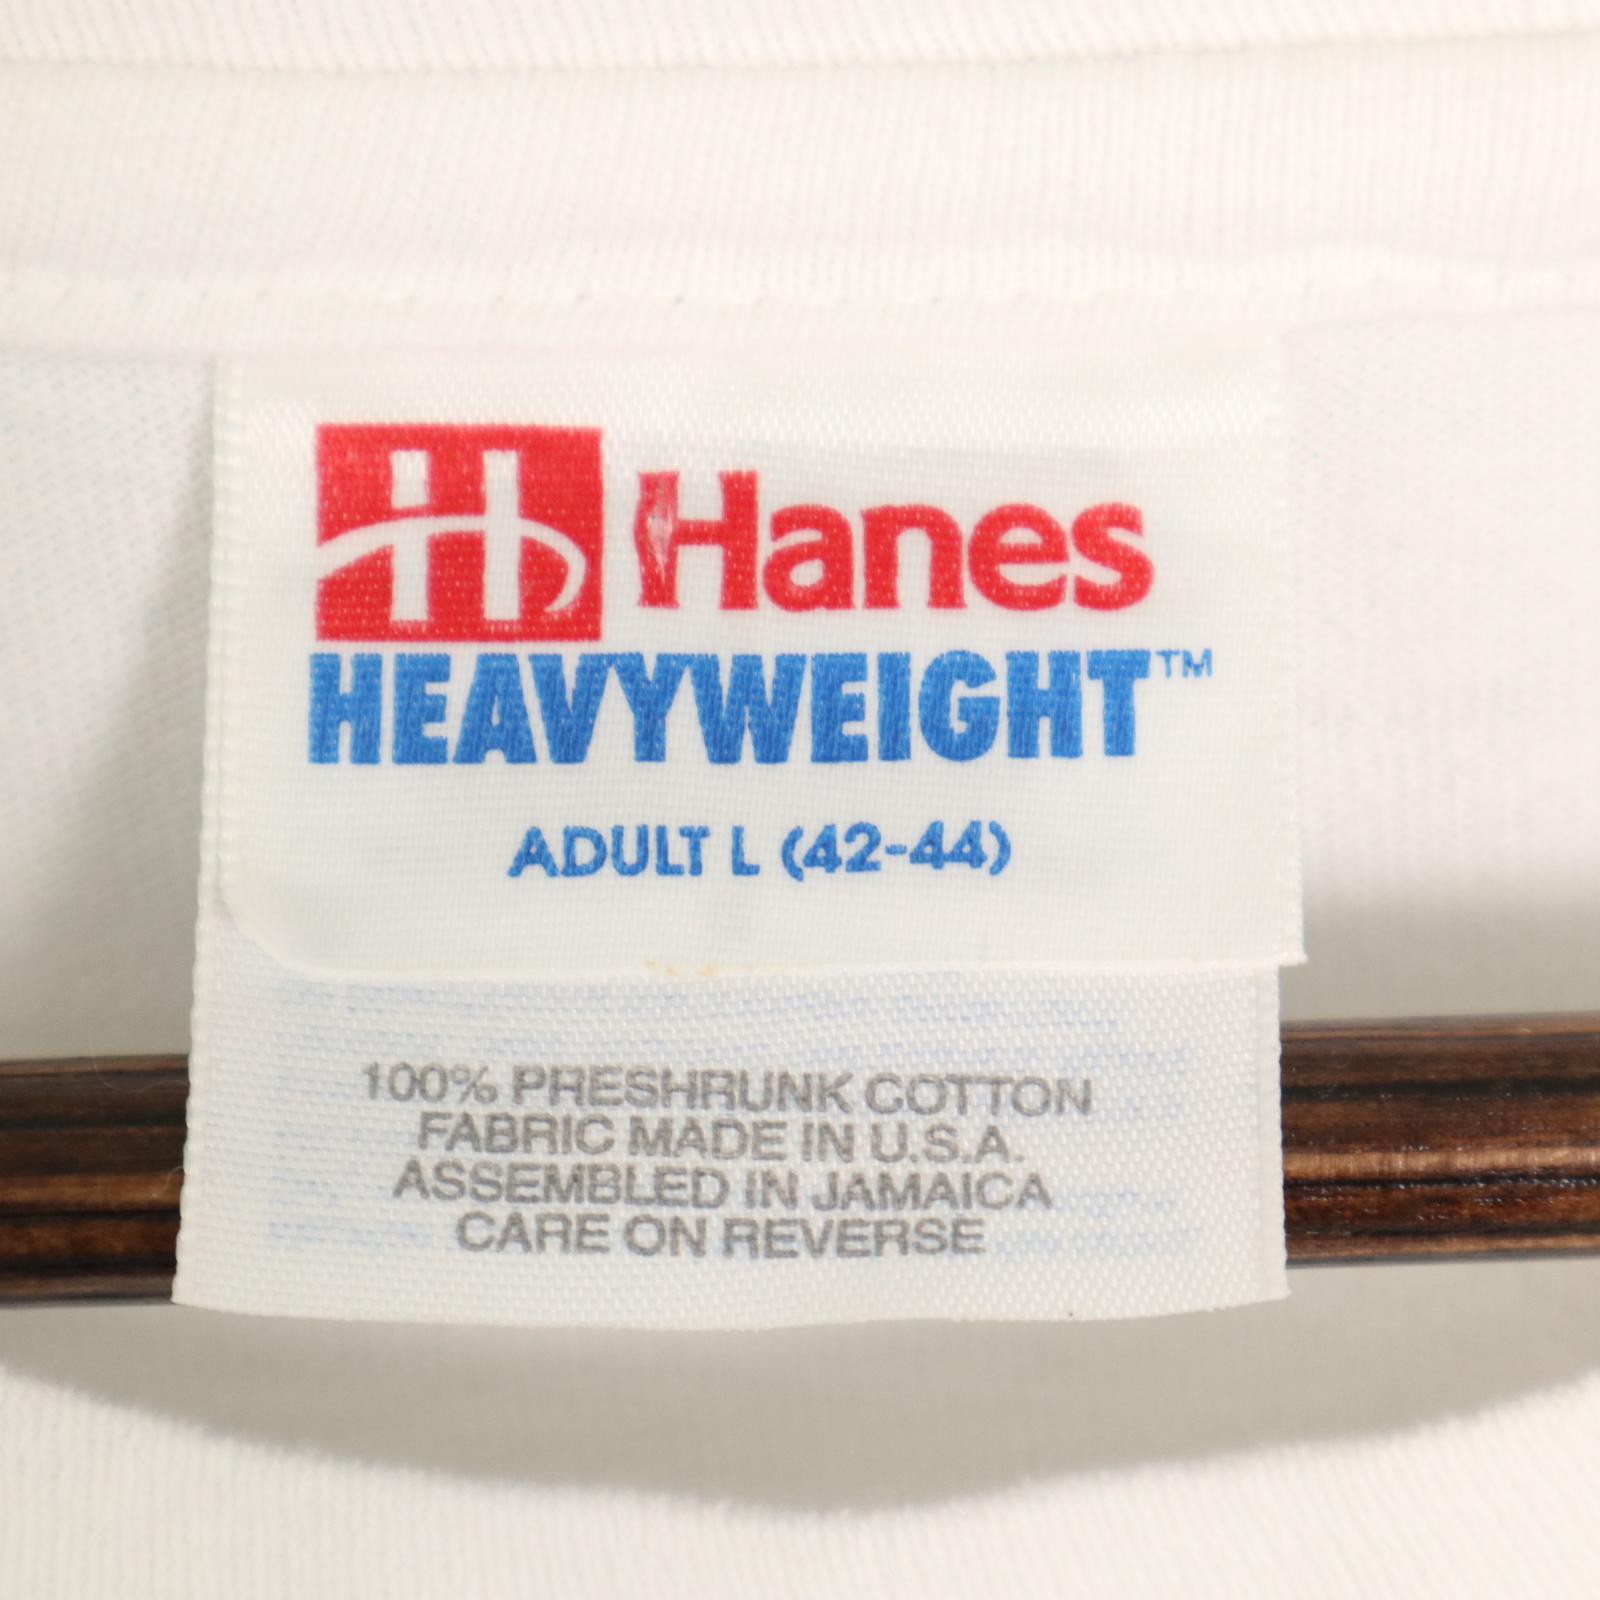 H Hanes
HEAVYWEIGHT™
ADULT L (42-44)
100% PRESHRUNK COTTON
FABRIC MADE IN U.S.A.
ASSEMBLED IN JAMAICA
CARE ON REVERSE